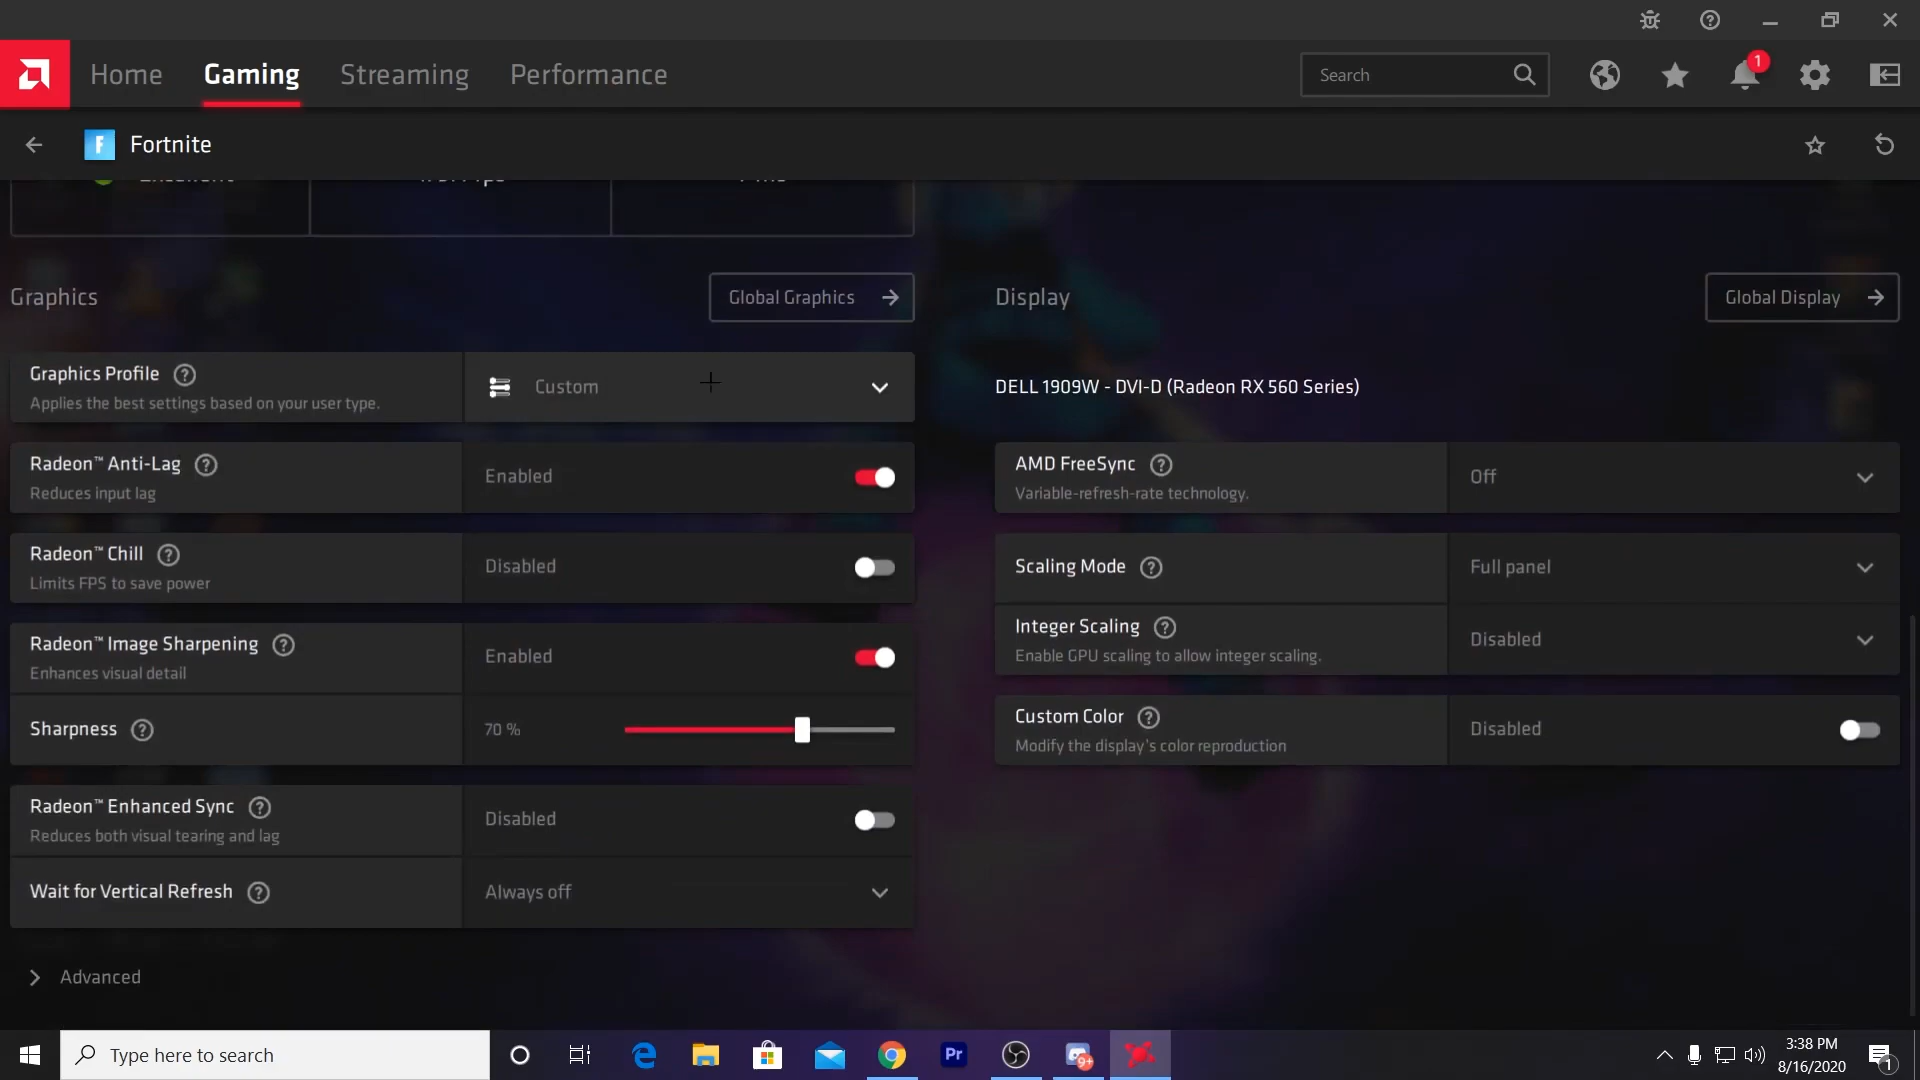 Home Gaming Streaming Performance Search 1
F Fortnite
Graphics Global Graphics
Graphics Profile
Applies the best settings based on your user type.
Custom
Radeon™ Anti-Lag
Reduces input lag
Enabled
Radeon™ Chill
Limits FPS to save power
Disabled
Radeon™ Image Sharpening
Enhances visual detail
Enabled
Sharpness 70 %
Radeon™ Enhanced Sync
Reduces both visual tearing and lag
Disabled
Wait for Vertical Refresh Always off
Advanced
Display Global Display
DELL 1909W - DVI-D (Radeon RX 560 Series)
AMD FreeSync
Variable-refresh-rate technology.
Off
Scaling Mode Full panel
Integer Scaling
Enable GPU scaling to allow integer scaling.
Disabled
Custom Color
Modify the display's color reproduction
Disabled
Type here to search
Pr
9+
3:38 PM
8/16/2020
1